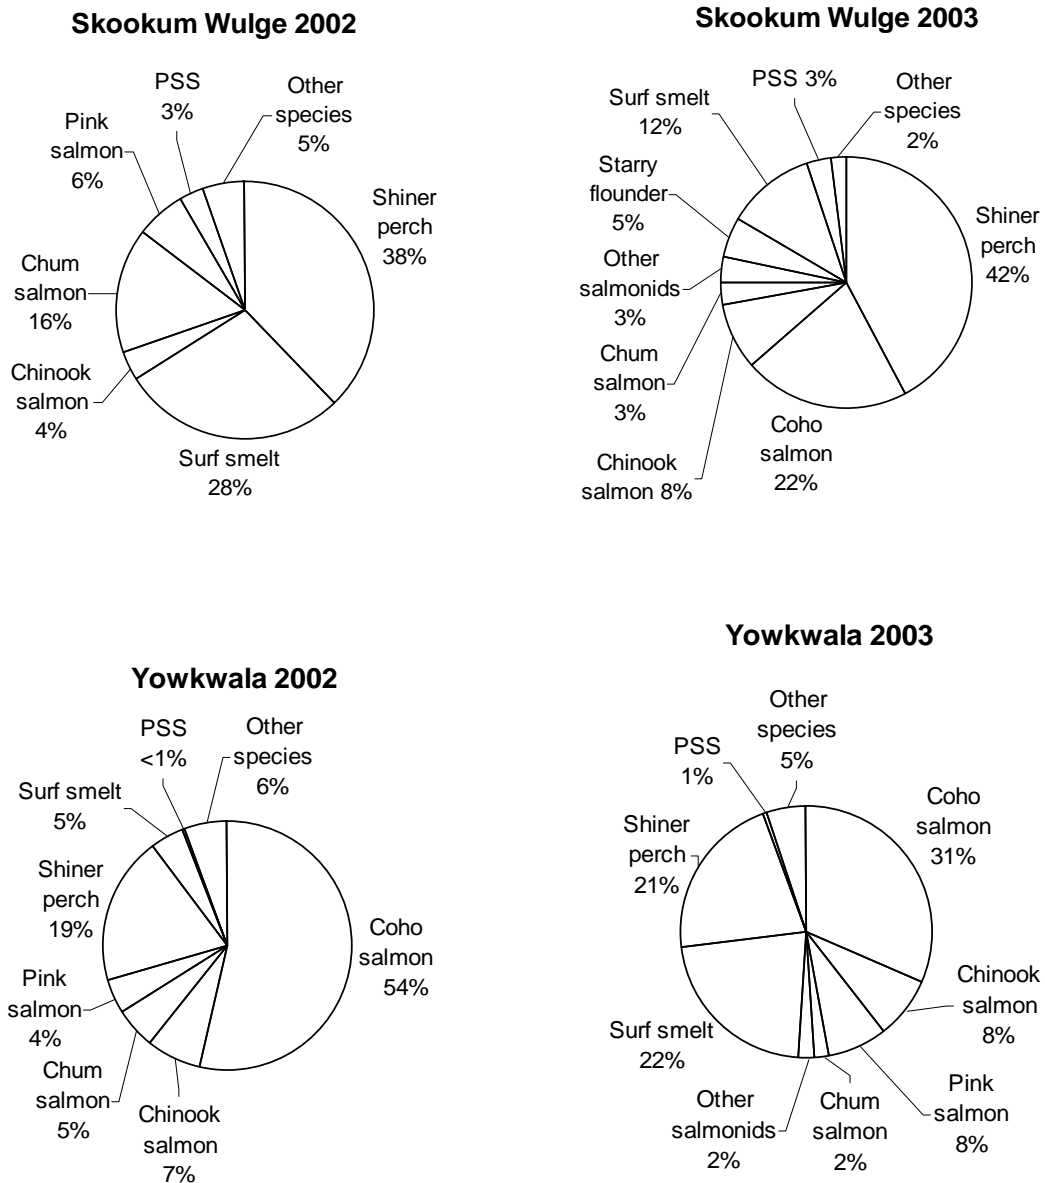 Skookum Wulge 2002
PSS
3%
Other
species
5%
Pink
salmon
6%
Shiner
perch
38%
Chum
salmon
16%
Chinook
salmon
4%
Surf smelt
28%
Skookum Wulge 2003
PSS 3%
Other
species
2%
Surf smelt
12%
Starry
flounder
5%
Shiner
perch
42%
Other
salmonids
3%
Chum
salmon
3%
Coho
salmon
22%
Chinook
salmon 8%
Yowkwala 2002
PSS
<1%
Other
species
6%
Surf smelt
5%
Shiner
perch
19%
Coho
salmon
54%
Pink
salmon
4%
Chum
salmon
5%
Chinook
salmon
7%
Yowkwala 2003
Other
species
5%
PSS
1%
Coho
salmon
31%
Shiner
perch
21%
Chinook
salmon
8%
Surf smelt
22%
Pink
salmon
8%
Other
salmonids
2%
Chum
salmon
2%